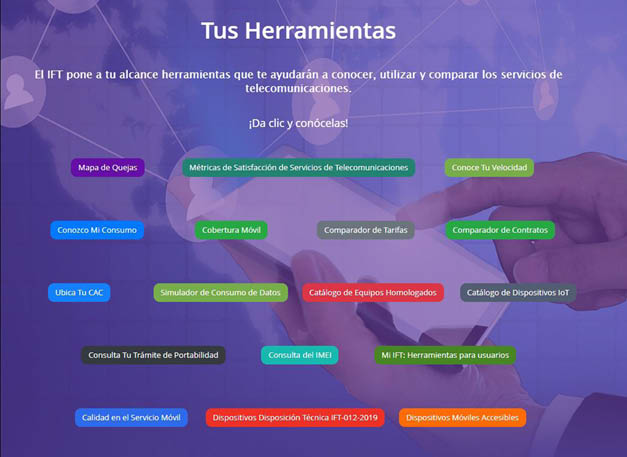 Tus Herramientas
El IFT pone a tu alcance herramientas que te ayudarán a conocer, utilizar y comparar los servicios de
telecomunicaciones.
¡Da clic y conócelas!
Mapa de Quejas
Métricas de Satisfacción de Servicios de Telecomunicaciones
Conoce Tu Velocidad
Conozco Mi Consumo
Cobertura Móvil
Comparador de Tarifas
Comparador de Contratos
Ubica Tu CAC
Simulador de Consumo de Datos
Catálogo de Equipos Homologados
Catálogo de Dispositivos IoT
Consulta Tu Trámite de Portabilidad
Consulta del IMEI
Mi IFT: Herramientas para usuarios
Calidad en el Servicio Móvil
Dispositivos Disposición Técnica IFT-012-2019
Dispositivos Móviles Accesibles